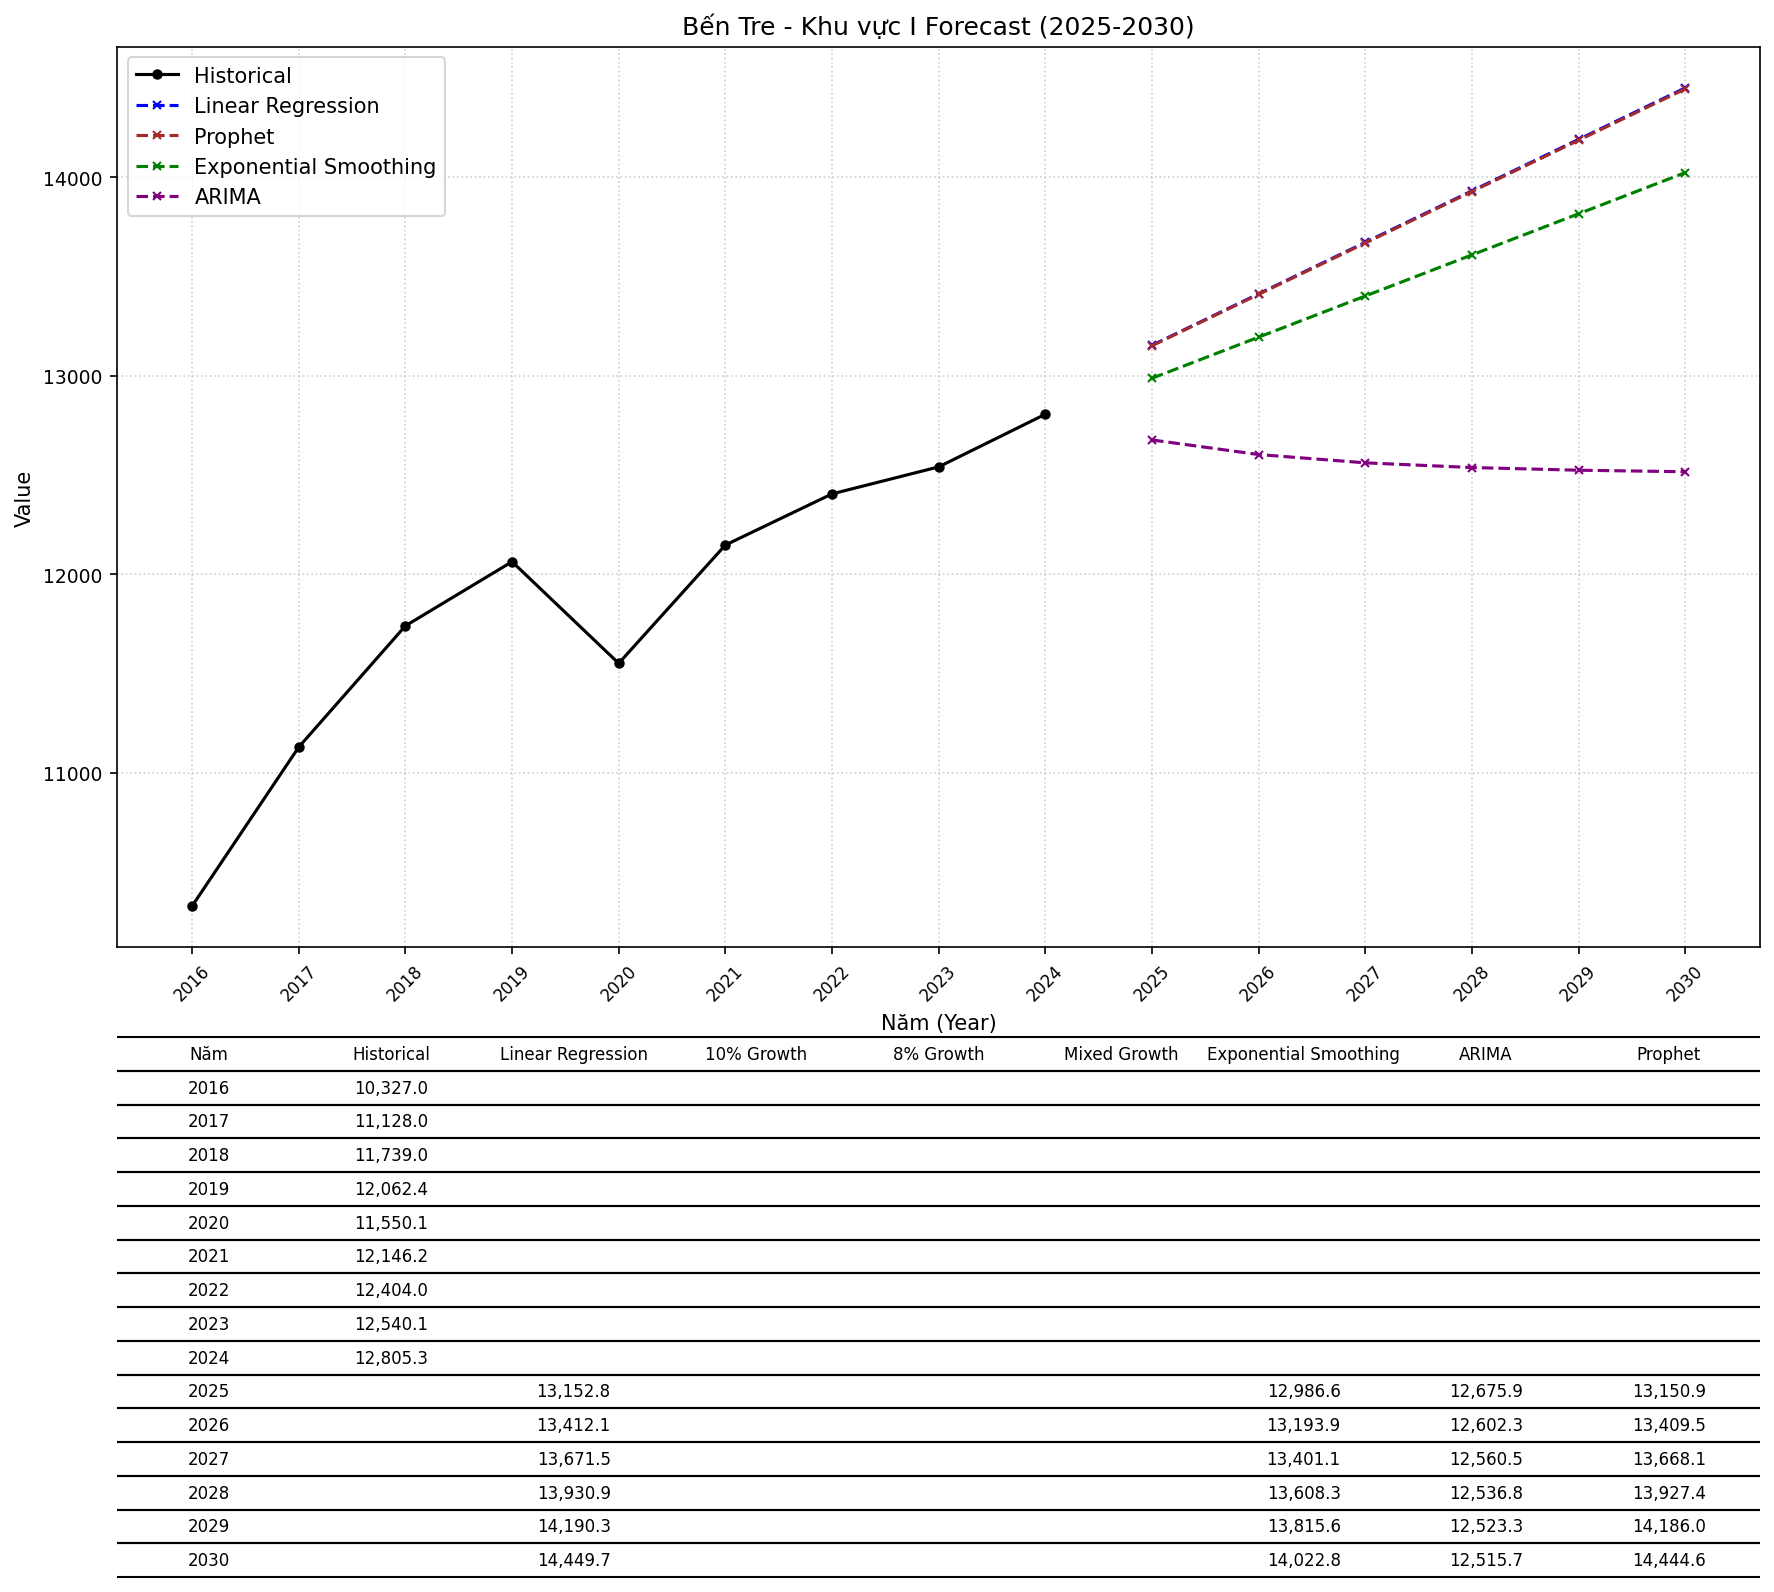 Bến Tre - Khu vực I Forecast (2025-2030)
Historical
Linear Regression
Prophet
Exponential Smoothing
ARIMA
Value
14000
13000
12000
11000
2016 2017 2018 2019 2020 2021 2022 2023 2024 2025 2026 2027 2028 2029 2030
Năm (Year)
Năm Historical Linear Regression 10% Growth 8% Growth Mixed Growth Exponential Smoothing ARIMA Prophet
2016 10,327.0
2017 11,128.0
2018 11,739.0
2019 12,062.4
2020 11,550.1
2021 12,146.2
2022 12,404.0
2023 12,540.1
2024 12,805.3
2025 13,152.8 12,986.6 12,675.9 13,150.9
2026 13,412.1 13,193.9 12,602.3 13,409.5
2027 13,671.5 13,401.1 12,560.5 13,668.1
2028 13,930.9 13,608.3 12,536.8 13,927.4
2029 14,190.3 13,815.6 12,523.3 14,186.0
2030 14,449.7 14,022.8 12,515.7 14,444.6